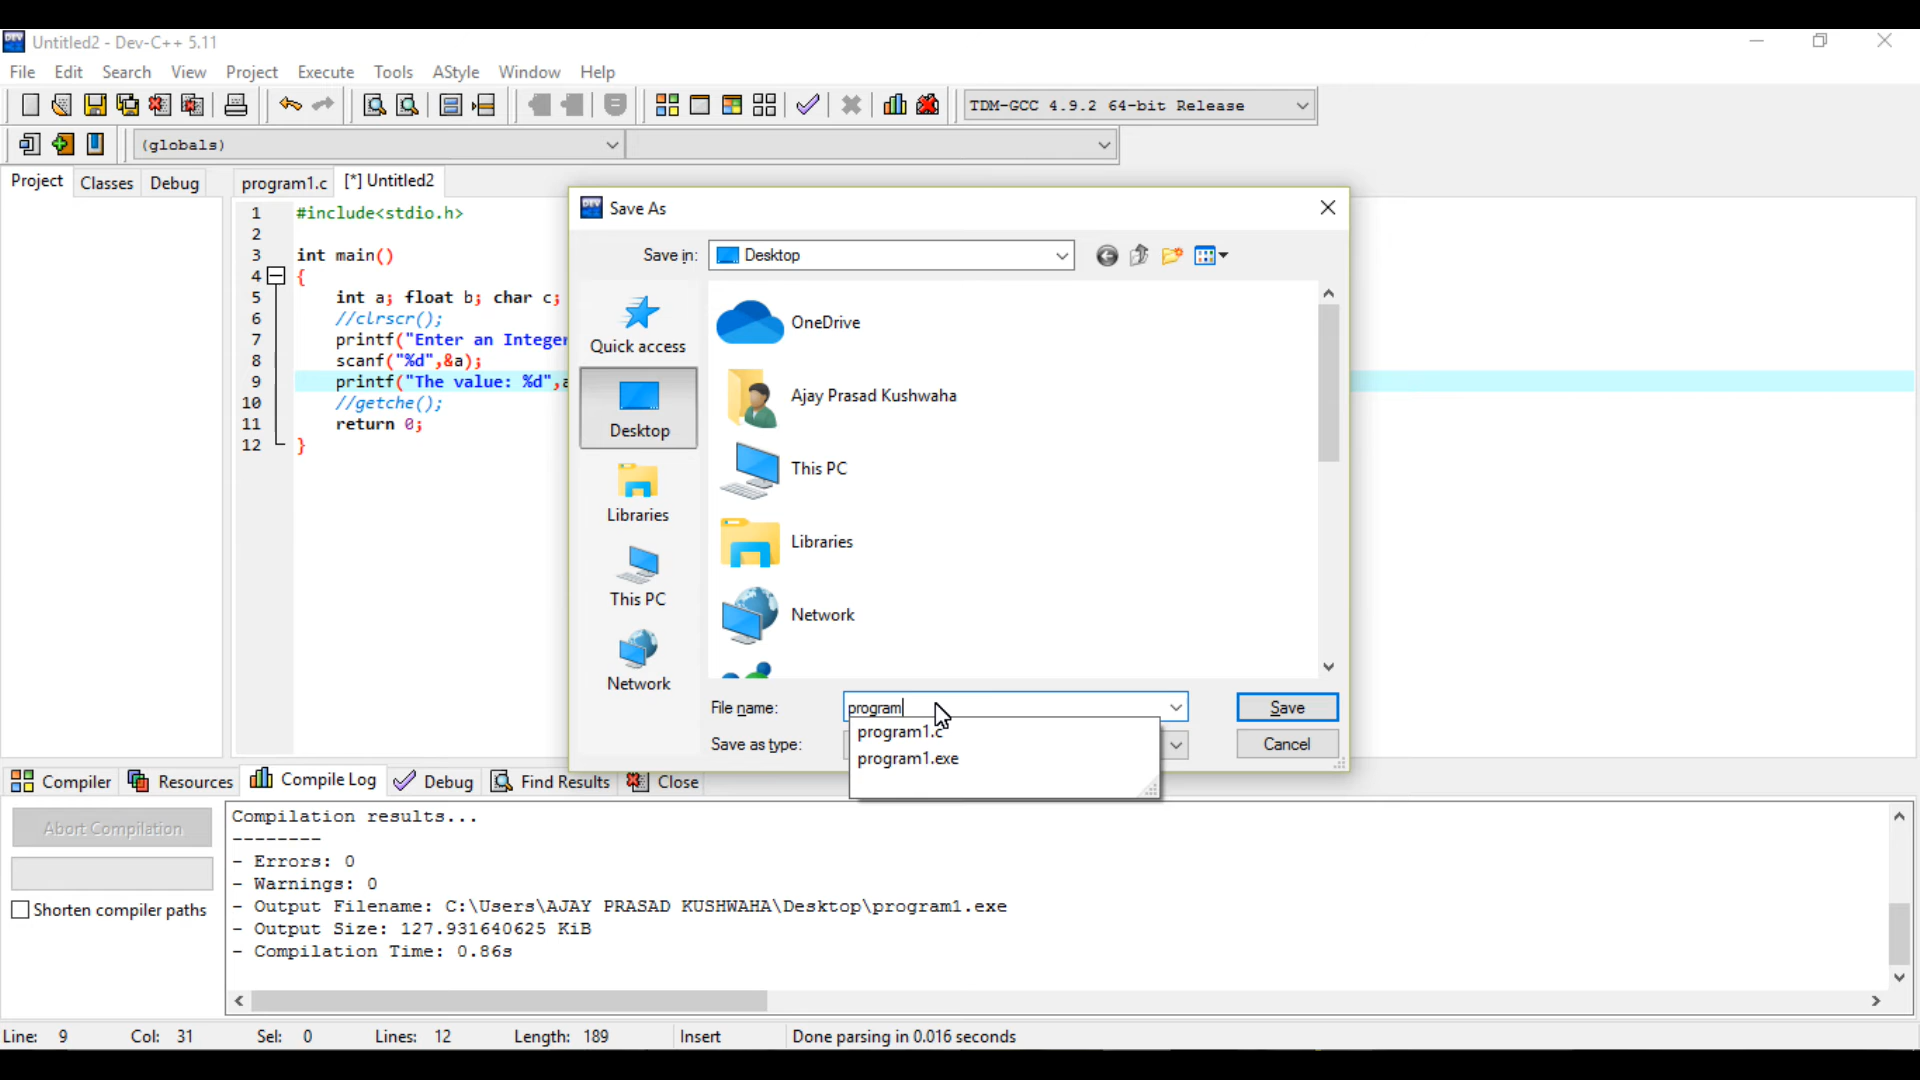 Untitled2 - Dev-C++ 5.11
File Edit Search View Project Execute Tools AStyle Window Help
TDM-GCC 4.9.2 64-bit Release
(globals)
Project Classes Debug program1.c [*] Untitled2
1 #include<stdio.h>
2
3 int main()
4 {
5 int a; float b; char c;
6 //clrscr();
7 printf("Enter an Integer
8 scanf("%d",&a);
9 printf("The value: %d",a
10 //getche();
11 return 0;
12 }
Save As
Save in: Desktop
Quick access
Desktop
Libraries
This PC
Network
OneDrive
Ajay Prasad Kushwaha
This PC
Libraries
Network
File name: program Save
Save as type: Cancel
program1.c
program1.exe
Compiler Resources Compile Log Debug Find Results Close
Abort Compilation
Shorten compiler paths
Compilation results...
--------
- Errors: 0
- Warnings: 0
- Output Filename: C:\Users\AJAY PRASAD KUSHWAHA\Desktop\program1.exe
- Output Size: 127.931640625 KiB
- Compilation Time: 0.86s
Line: 9 Col: 31 Sel: 0 Lines: 12 Length: 189 Insert Done parsing in 0.016 seconds